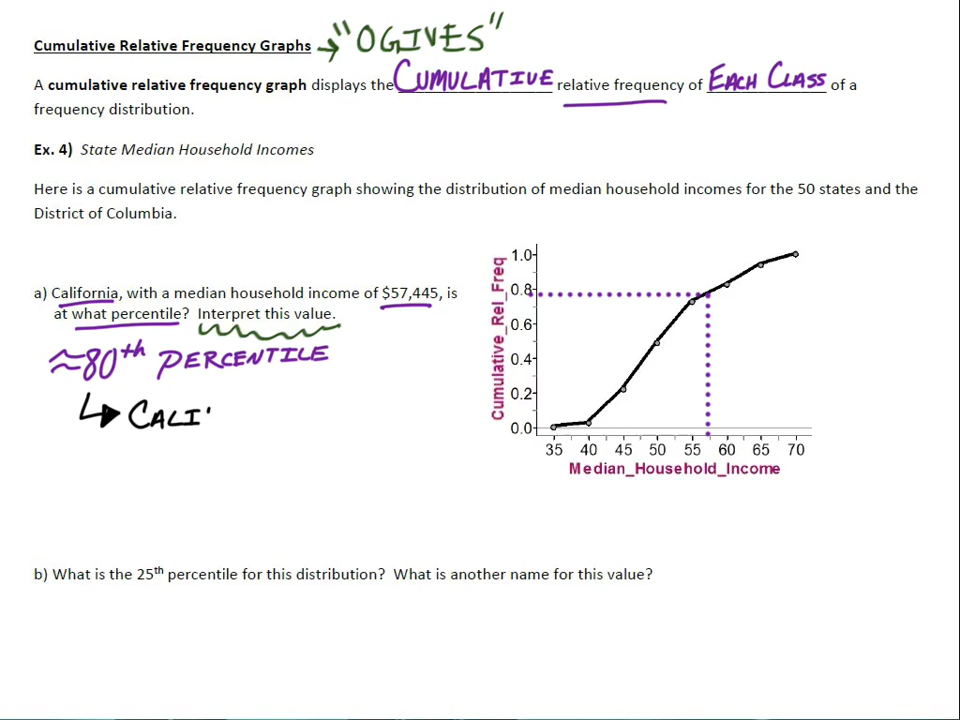 Cumulative Relative Frequency Graphs → "OGIVES"
A cumulative relative frequency graph displays the CUMULATIVE relative frequency of EACH CLASS of a
frequency distribution.
Ex. 4) State Median Household Incomes
Here is a cumulative relative frequency graph showing the distribution of median household incomes for the 50 states and the
District of Columbia.
a) California, with a median household income of $57,445, is
at what percentile? Interpret this value.
≈80th PERCENTILE
↳ CALI'
Cumulative_Rel_Freq
1.0
0.8
0.6
0.4
0.2
0.0
35 40 45 50 55 60 65 70
Median_Household_Income
b) What is the 25th percentile for this distribution? What is another name for this value?